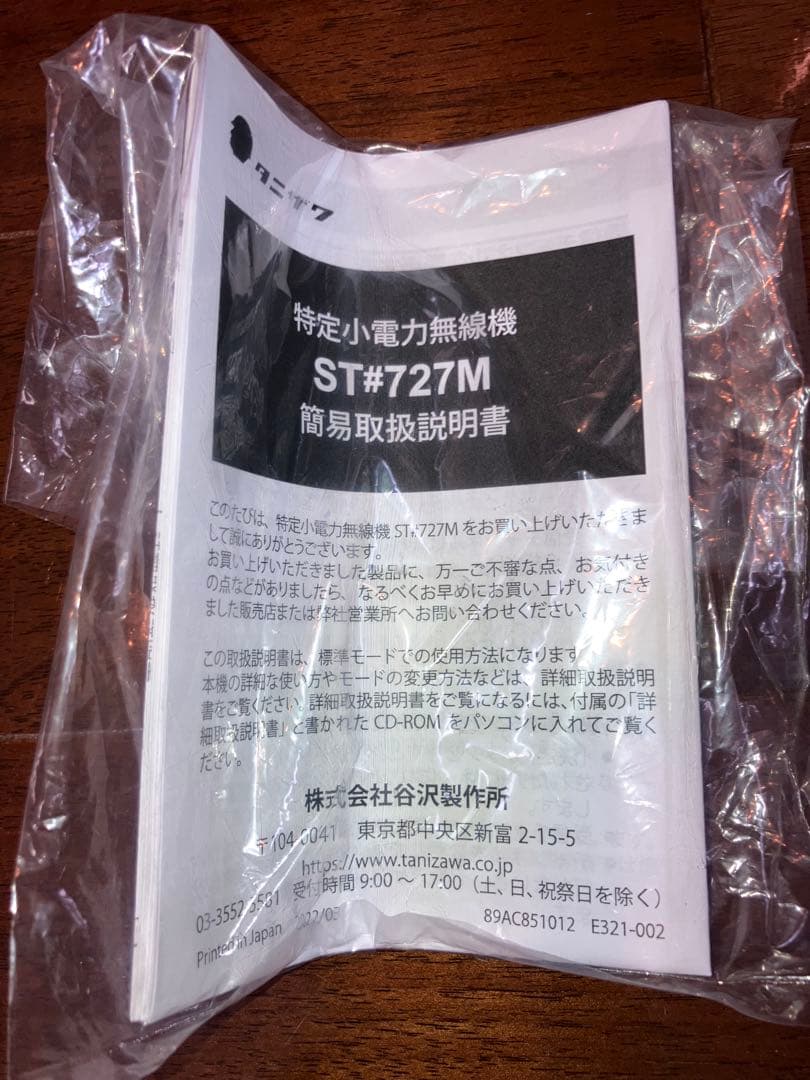 タニザワ
特定小電力無線機
ST#727M
簡易取扱説明書
このたびは、特定小電力無線機 ST#727M をお買い上げいただきま
して誠にありがとうございます。
お買い上げいただきました製品に、万一ご不審な点、お気付き
の点などがありましたら、なるべくお早めにお買い上げいただき
ました販売店または弊社営業所へお問い合わせください。
この取扱説明書は、標準モードでの使用方法になります
本機の詳細な使い方やモードの変更方法などは、詳細取扱説明
書をご覧ください。詳細取扱説明書をご覧になるには、付属の「詳
細取扱説明書」と書かれた CD-ROM をパソコンに入れてご覧く
ださい。
株式会社谷沢製作所
〒104-0041 東京都中央区新富 2-15-5
https://www.tanizawa.co.jp
03-3552-5581 受付時間 9:00 ~ 17:00（土、日、祝祭日を除く）
Printed in Japan 2022/03 89AC851012 E321-002